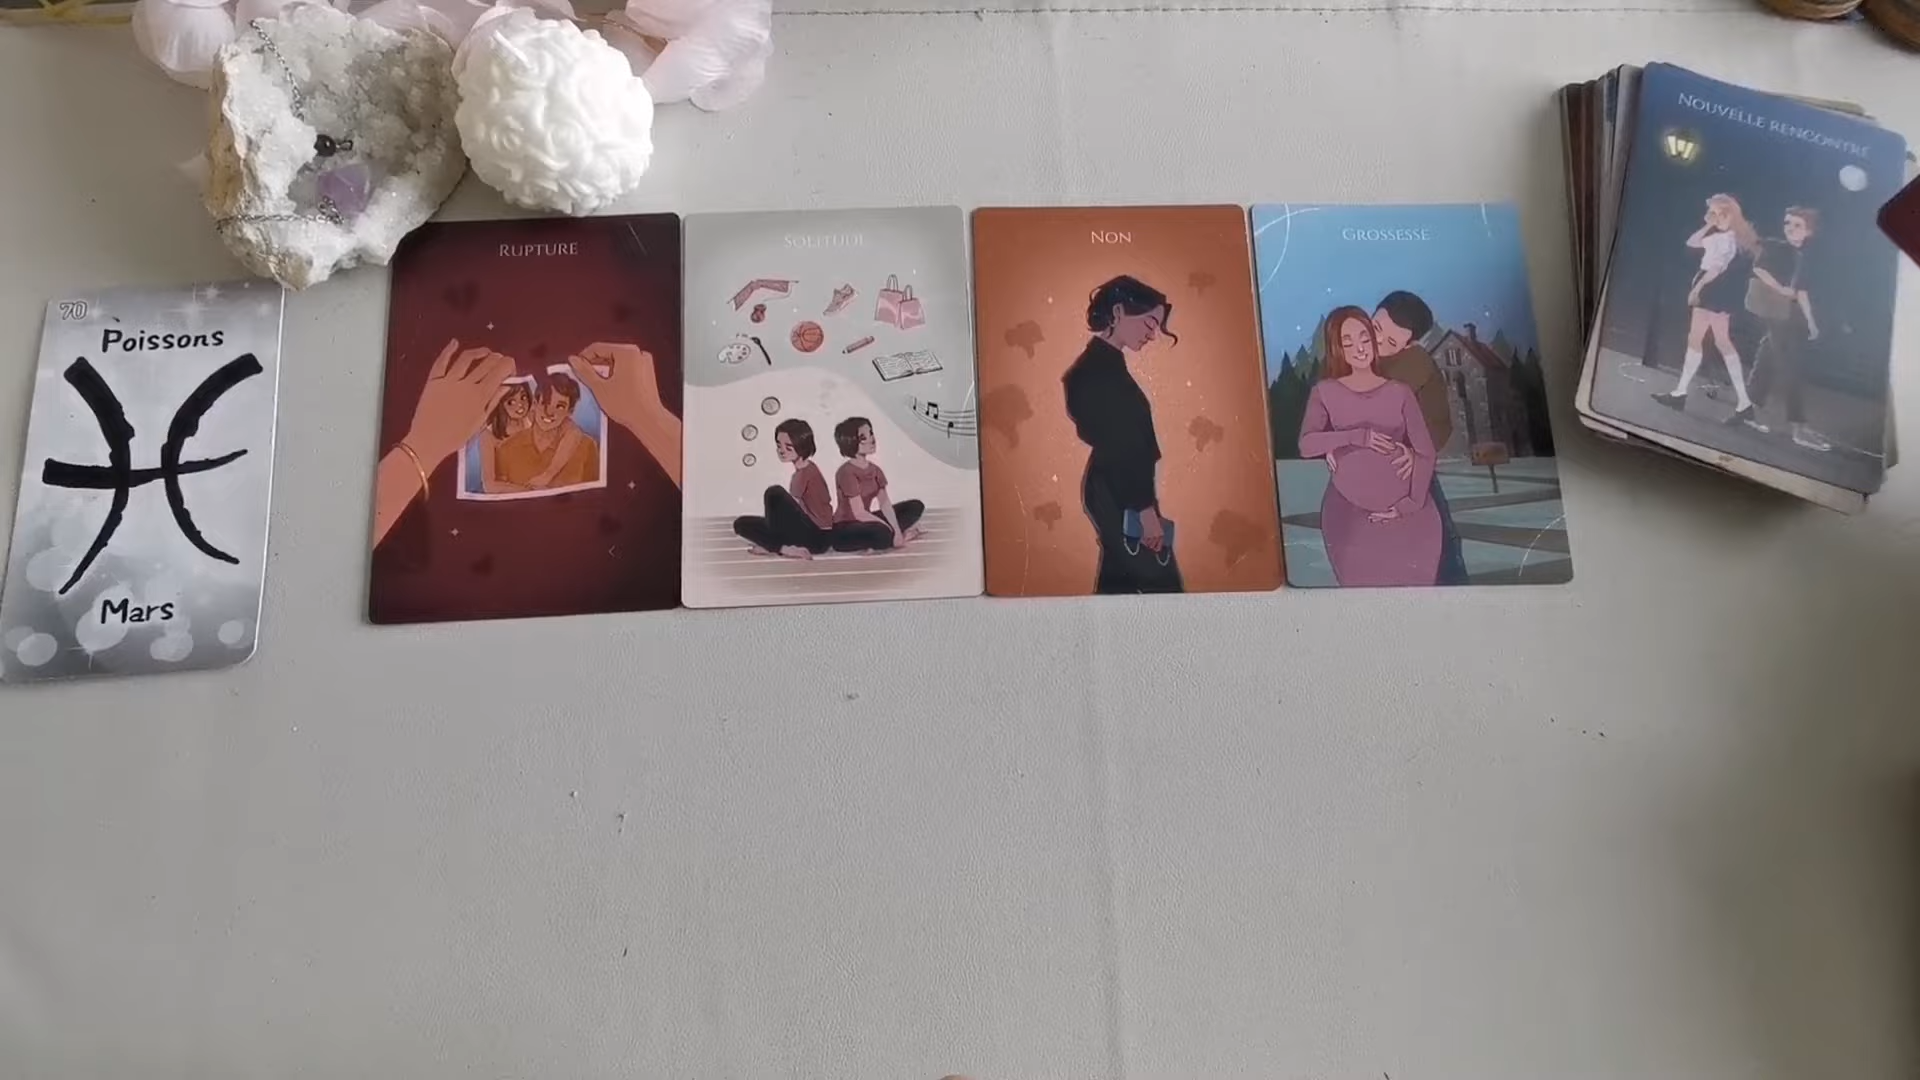 70
Poissons
Mars
RUPTURE
SOLITUDE
NON
GROSSESSE
NOUVELLE RENCONTRE